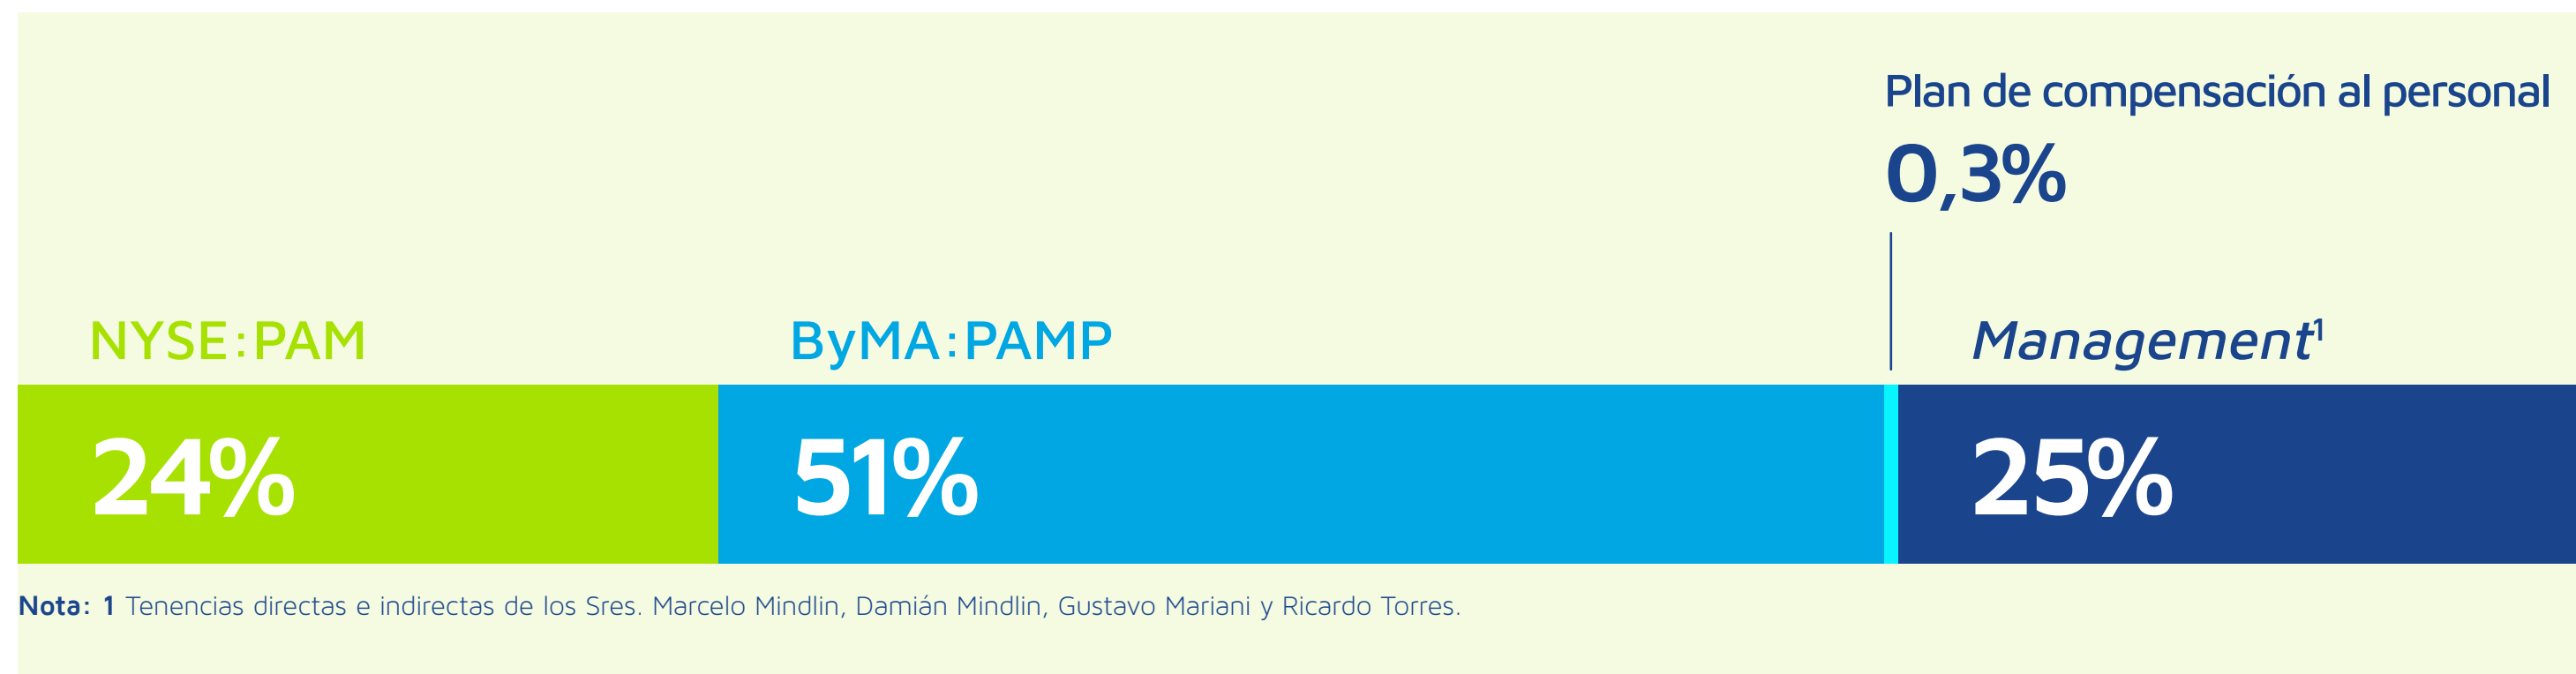 Plan de compensación al personal
0,3%
NYSE:PAM
ByMA:PAMP
Management¹
24%
51%
25%
Nota: 1 Tenencias directas e indirectas de los Sres. Marcelo Mindlin, Damián Mindlin, Gustavo Mariani y Ricardo Torres.